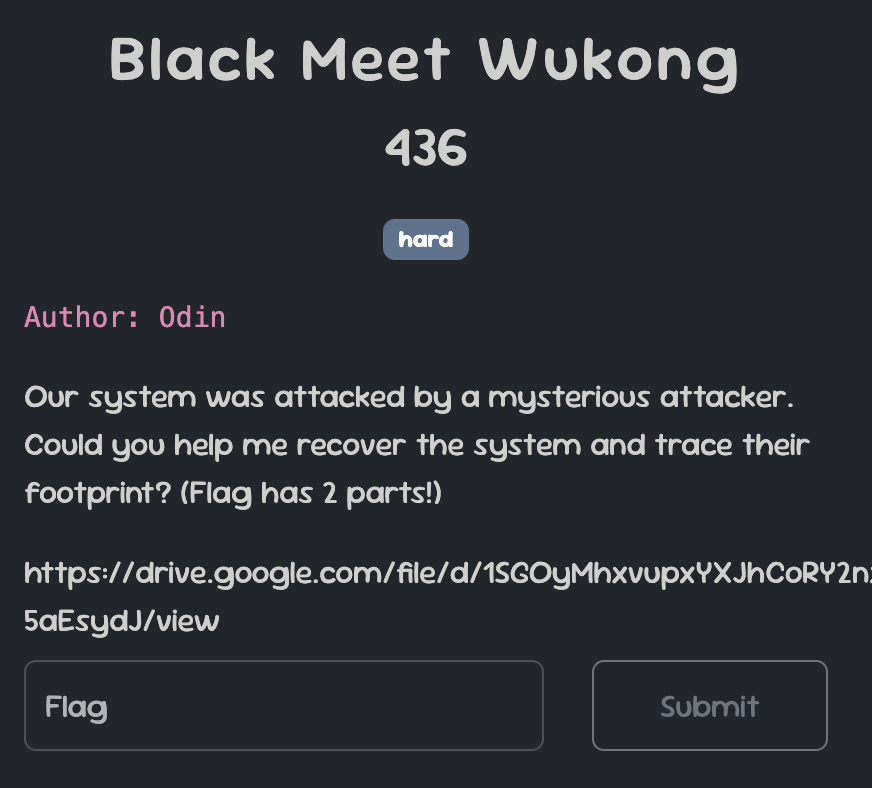 Black Meet Wukong
436
hard
Author: Odin
Our system was attacked by a mysterious attacker.
Could you help me recover the system and trace their
footprint? (Flag has 2 parts!)
https://drive.google.com/file/d/1SGOyMhxvupxYXJhCoRY2n
5aEsydJ/view
Flag
Submit